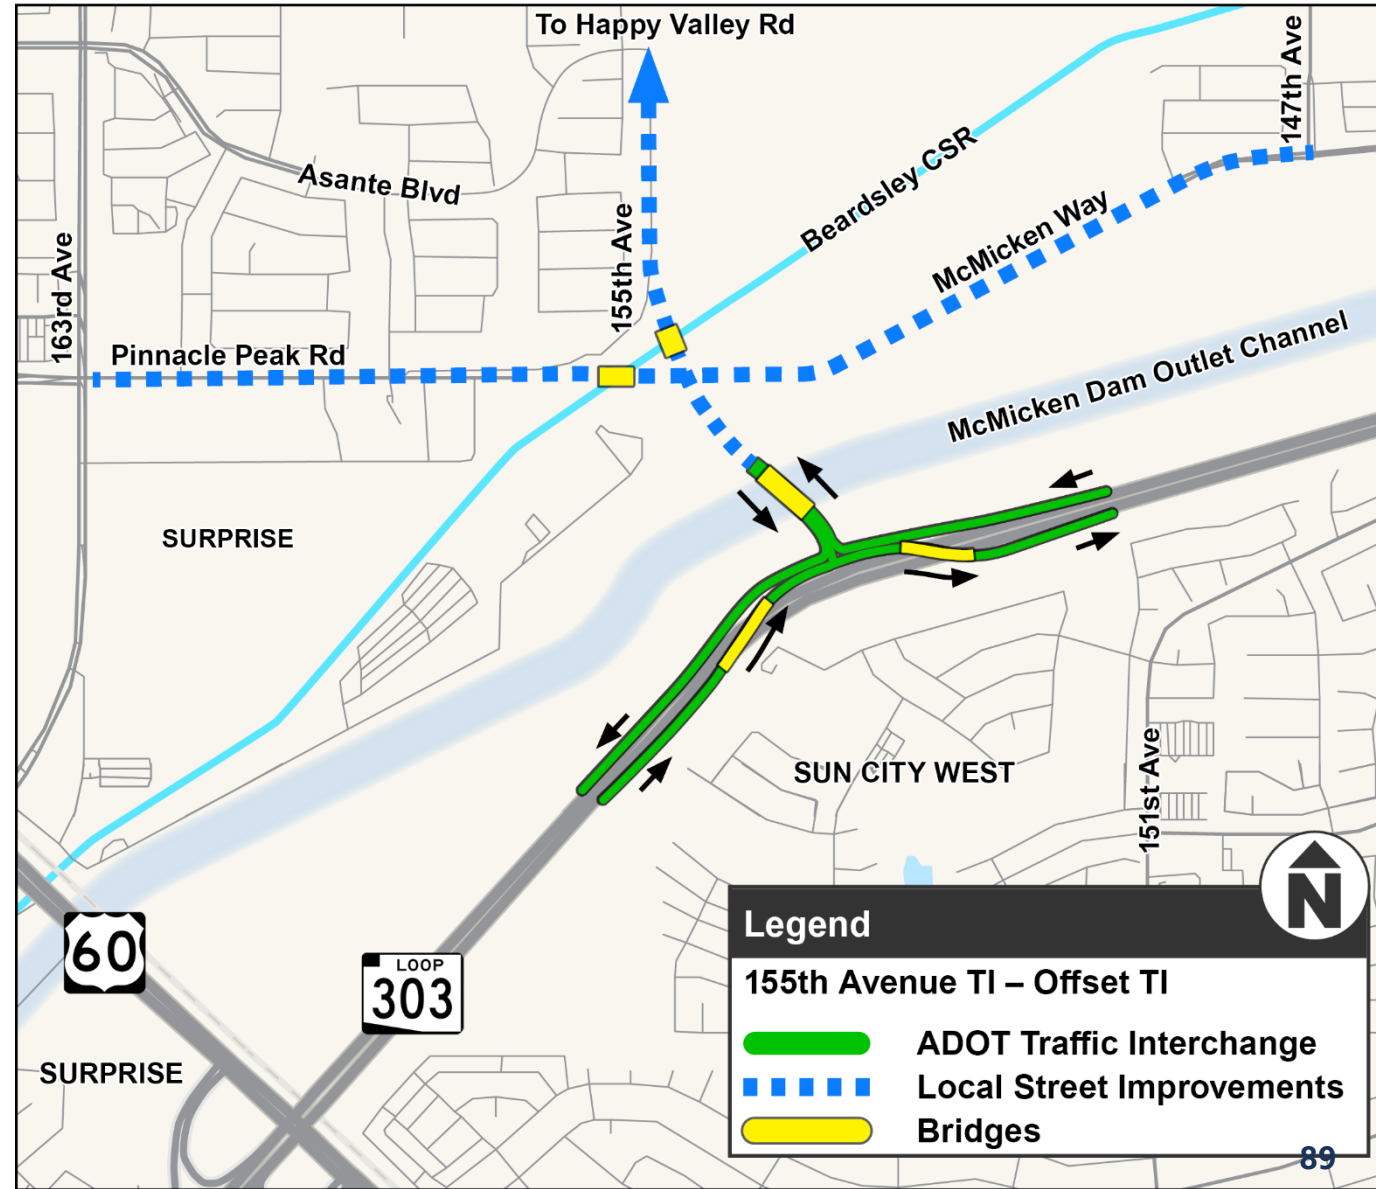 To Happy Valley Rd
147th Ave
Beardsley CSR
Asante Blvd
McMicken Way
155th Ave
163rd Ave
Pinnacle Peak Rd
McMicken Dam Outlet Channel
SURPRISE
SUN CITY WEST
151st Ave
60
LOOP
303
SURPRISE
N
Legend
155th Avenue TI – Offset TI
ADOT Traffic Interchange
Local Street Improvements
Bridges
89